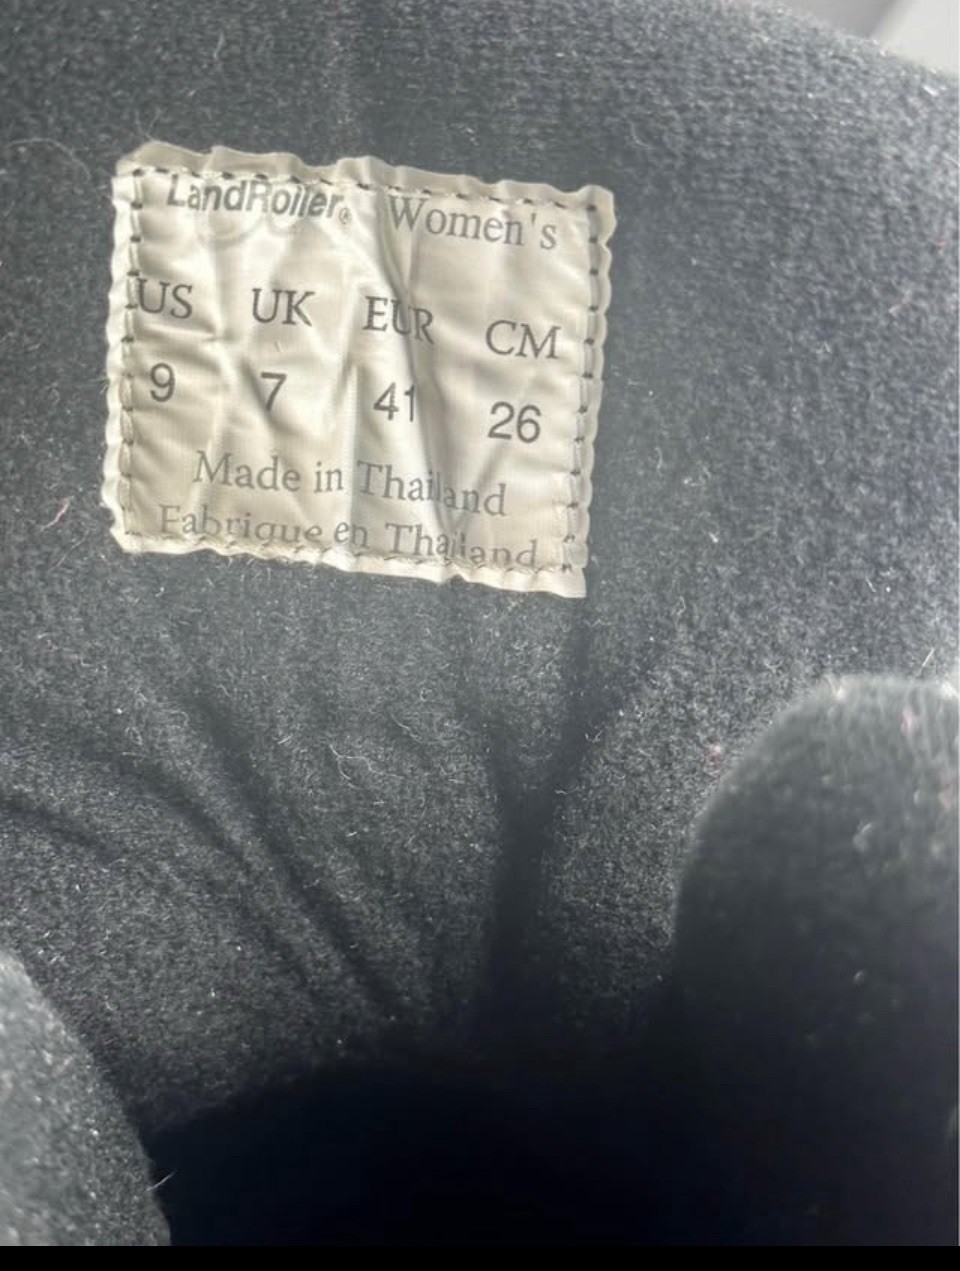 LandRoller® Women's
US UK EUR CM
9 7 41 26
Made in Thailand
Fabrique en Thailand